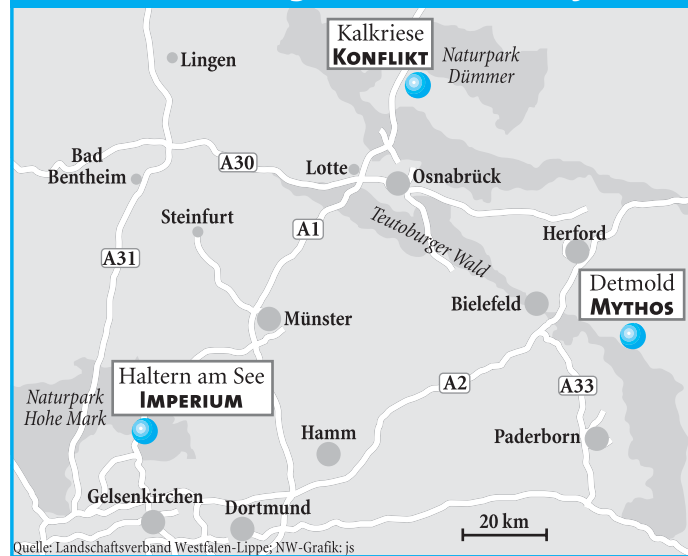 Kalkriese
KONFLIKT
Naturpark
Dümmer
Lingen
Bad
Bentheim
A30
Lotte
Osnabrück
Steinfurt
A1
Teutoburger Wald
Herford
A31
Detmold
MYTHOS
Bielefeld
Münster
Haltern am See
IMPERIUM
A2
A33
Naturpark
Hohe Mark
Hamm
Paderborn
Gelsenkirchen
Dortmund
20 km
Quelle: Landschaftsverband Westfalen-Lippe; NW-Grafik: js